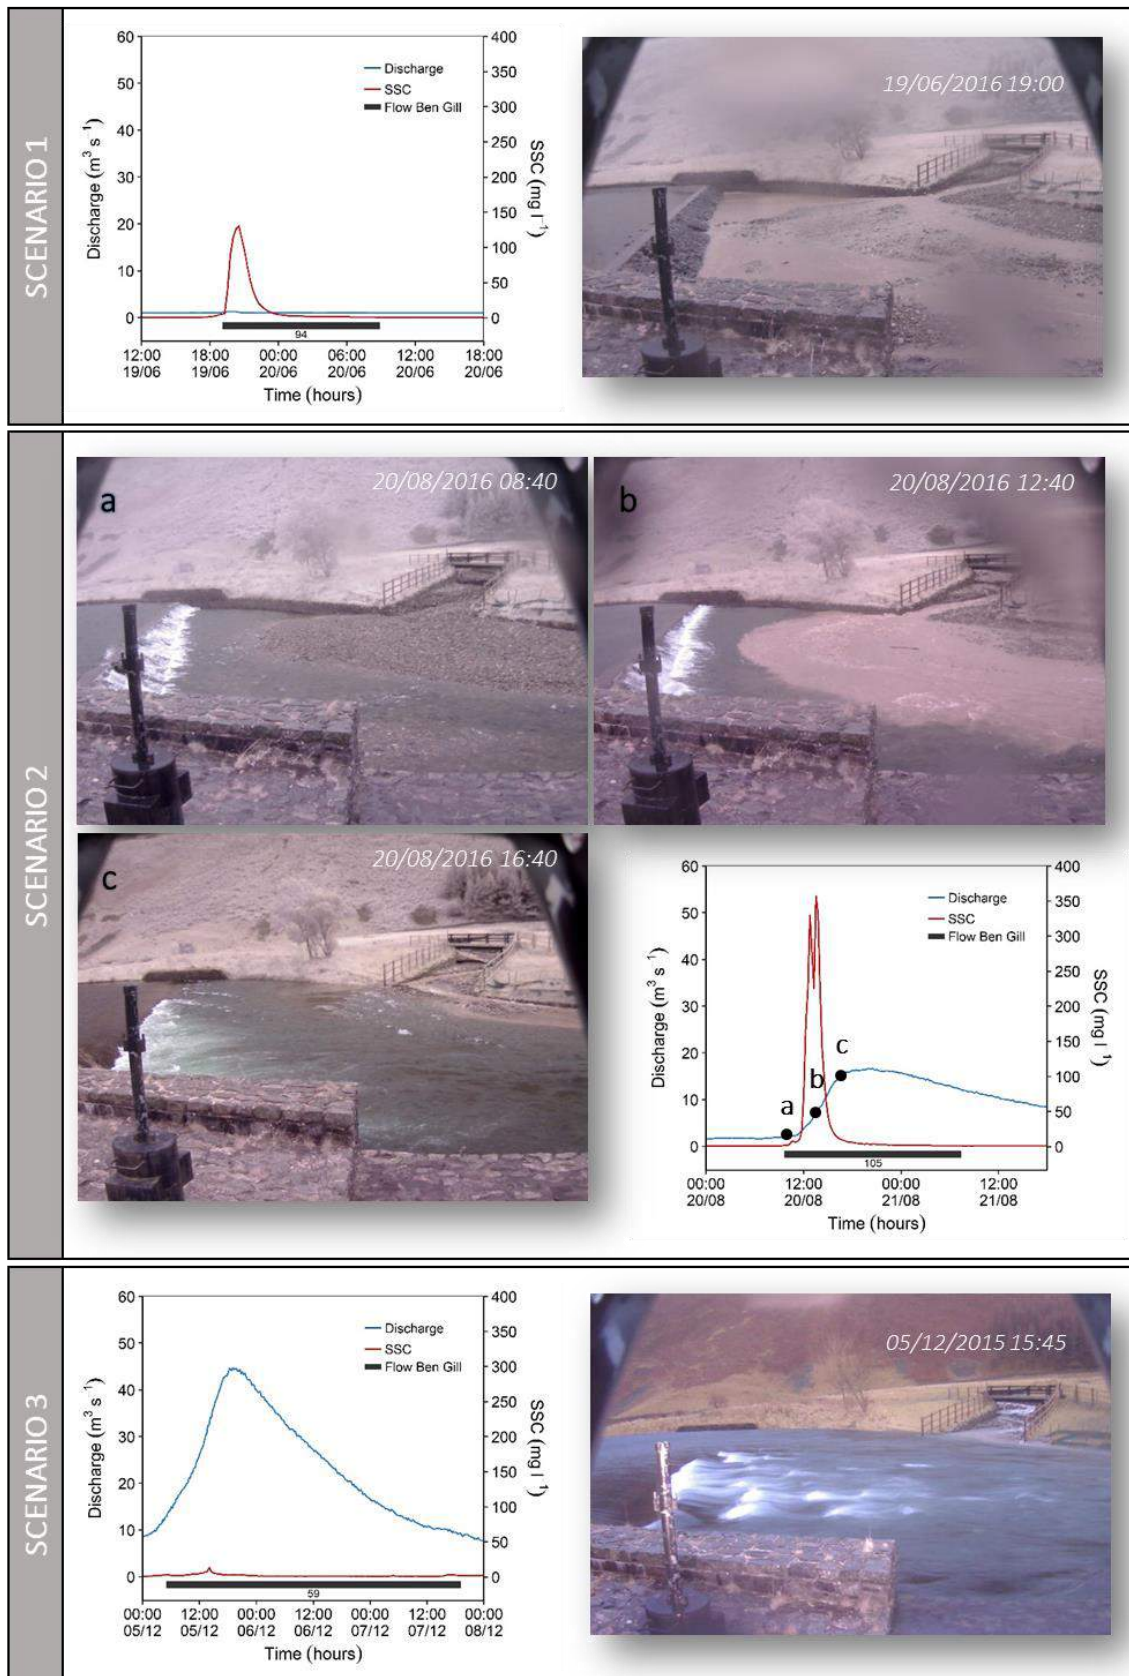 SCENARIO 1
60
50
40
30
20
10
0
Discharge (m³ s⁻¹)
400
350
300
250
200
150
100
50
0
SSC (mg l⁻¹)
Discharge
SSC
Flow Ben Gill
94
12:00 18:00 00:00 06:00 12:00 18:00
19/06 19/06 20/06 20/06 20/06 20/06
Time (hours)
19/06/2016 19:00
SCENARIO 2
a
20/08/2016 08:40
b
20/08/2016 12:40
c
20/08/2016 16:40
60
50
40
30
20
10
0
Discharge (m³ s⁻¹)
400
350
300
250
200
150
100
50
0
SSC (mg l⁻¹)
Discharge
SSC
Flow Ben Gill
a
b
c
105
00:00 12:00 00:00 12:00
20/08 20/08 21/08 21/08
Time (hours)
SCENARIO 3
60
50
40
30
20
10
0
Discharge (m³ s⁻¹)
400
350
300
250
200
150
100
50
0
SSC (mg l⁻¹)
Discharge
SSC
Flow Ben Gill
59
00:00 12:00 00:00 12:00 00:00 12:00 00:00
05/12 05/12 06/12 06/12 07/12 07/12 08/12
Time (hours)
05/12/2015 15:45